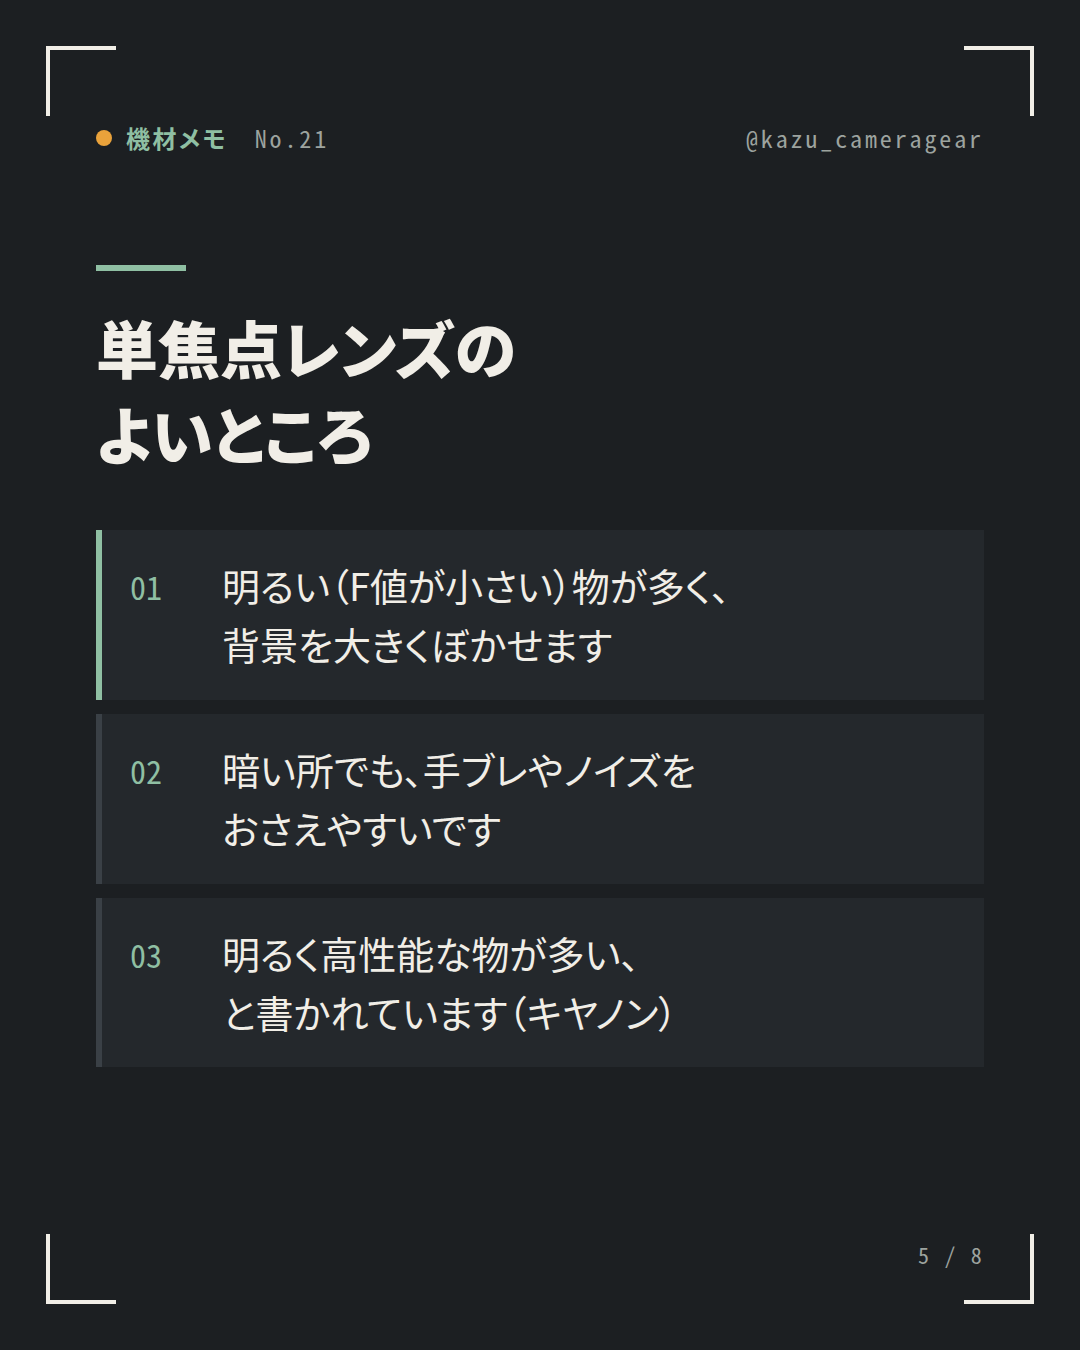 機材メモ No.21 @kazu_cameragear
単焦点レンズの
よいところ
01 明るい（F値が小さい）物が多く、
背景を大きくぼかせます
02 暗い所でも、手ブレやノイズを
おさえやすいです
03 明るく高性能な物が多い、
と書かれています（キヤノン）
5 / 8